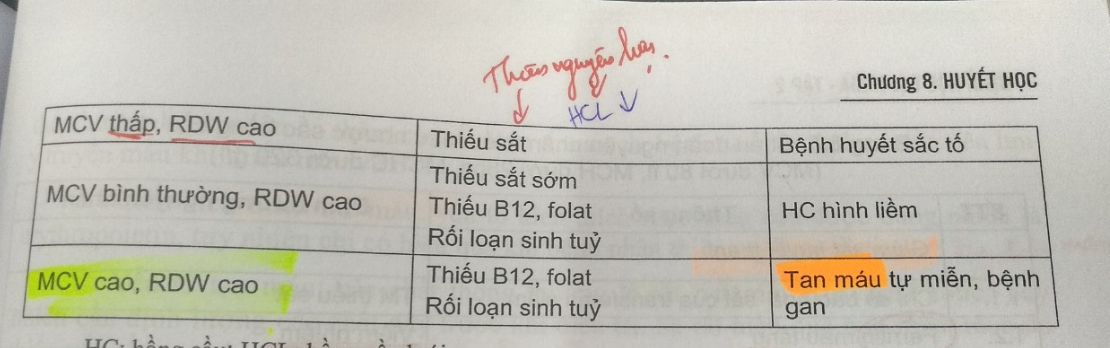 Thiếu nguyên liệu.
HCL ↓
Chương 8. HUYẾT HỌC
MCV thấp, RDW cao
Thiếu sắt
Bệnh huyết sắc tố
MCV bình thường, RDW cao
Thiếu sắt sớm
Thiếu B12, folat
Rối loạn sinh tuỷ
HC hình liềm
MCV cao, RDW cao
Thiếu B12, folat
Rối loạn sinh tuỷ
Tan máu tự miễn, bệnh
gan